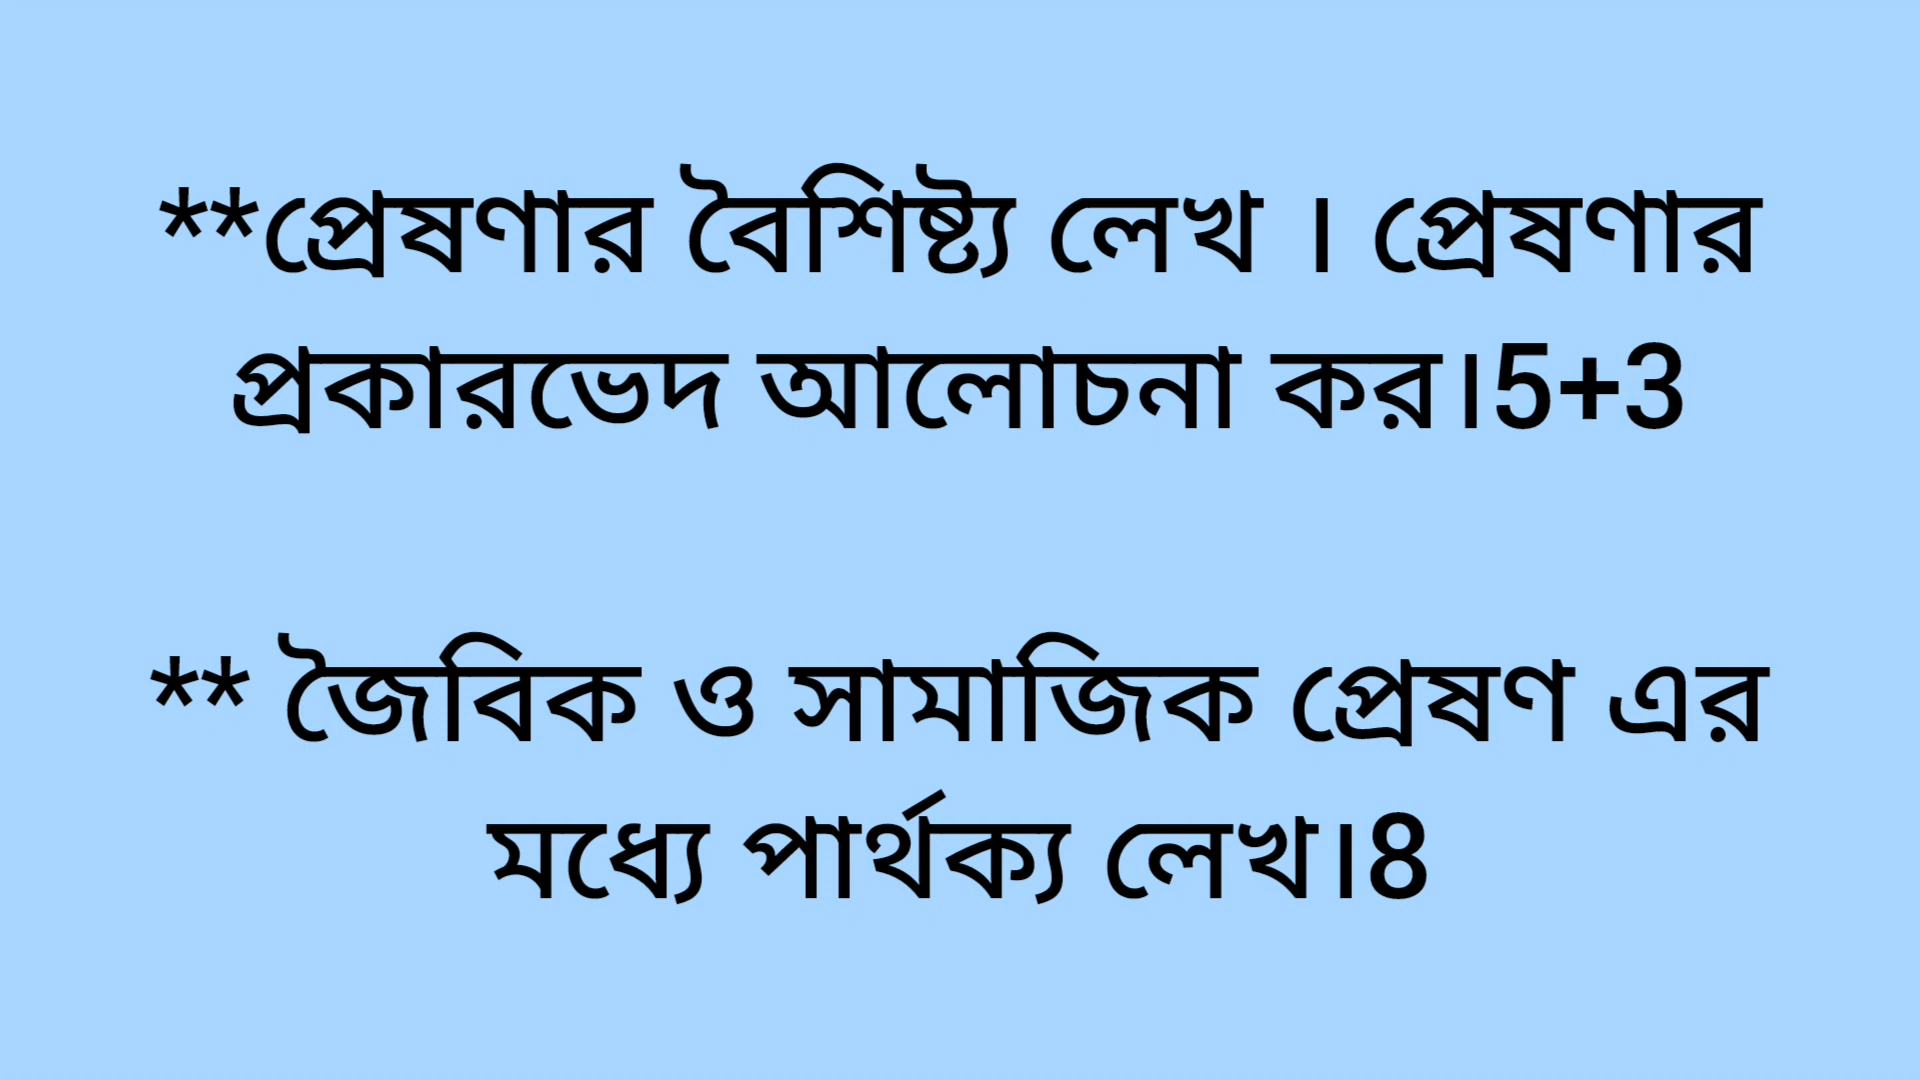 **প্রেষণার বৈশিষ্ট্য লেখ । প্রেষণার
প্রকারভেদ আলোচনা কর।5+3
** জৈবিক ও সামাজিক প্রেষণ এর
মধ্যে পার্থক্য লেখ।8